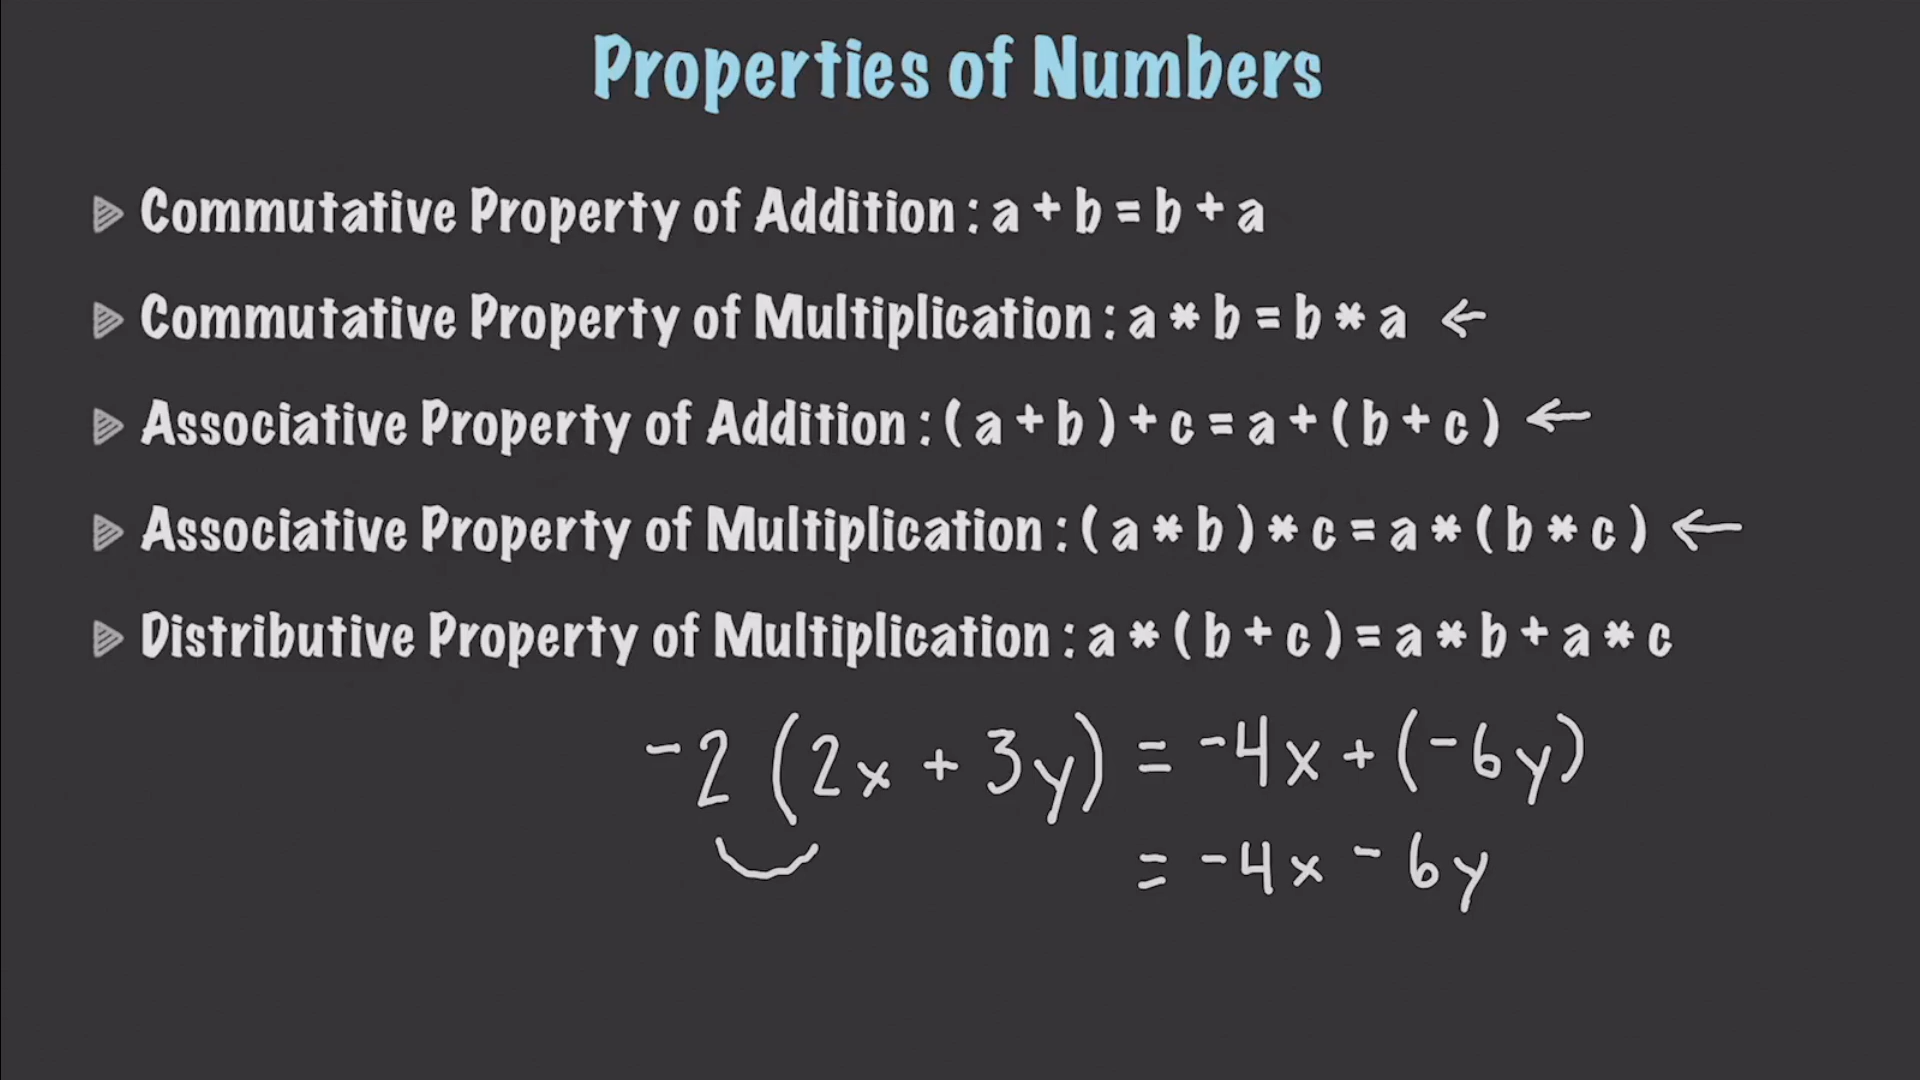 Properties of Numbers
Commutative Property of Addition : a + b = b + a
Commutative Property of Multiplication : a * b = b * a ←
Associative Property of Addition : ( a + b ) + c = a + ( b + c ) ←
Associative Property of Multiplication : ( a * b ) * c = a * ( b * c ) ←
Distributive Property of Multiplication : a * ( b + c ) = a * b + a * c
-2 (2x + 3y) = -4x + (-6y)
= -4x - 6y